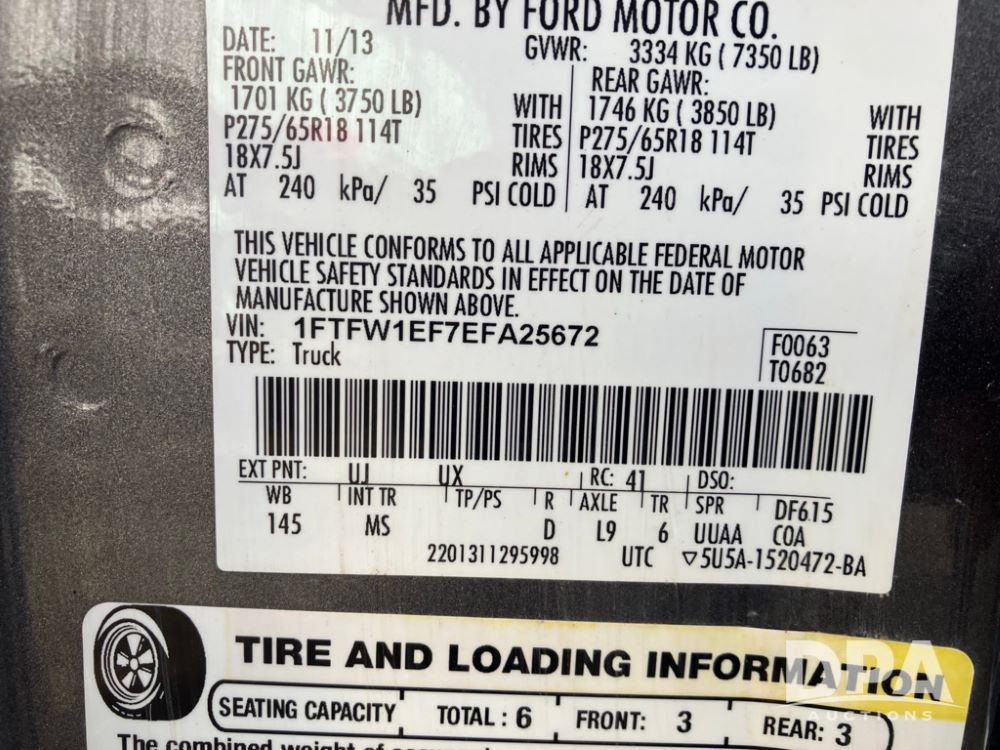 MFD. BY FORD MOTOR CO.
DATE: 11/13 GVWR: 3334 KG ( 7350 LB)
FRONT GAWR: REAR GAWR:
1701 KG ( 3750 LB) WITH 1746 KG ( 3850 LB) WITH
P275/65R18 114T TIRES P275/65R18 114T TIRES
18X7.5J RIMS 18X7.5J RIMS
AT 240 kPa/ 35 PSI COLD AT 240 kPa/ 35 PSI COLD
THIS VEHICLE CONFORMS TO ALL APPLICABLE FEDERAL MOTOR
VEHICLE SAFETY STANDARDS IN EFFECT ON THE DATE OF
MANUFACTURE SHOWN ABOVE.
VIN: 1FTFW1EF7EFA25672 F0063
TYPE: Truck T0682
EXT PNT: UJ UX RC: 41 DSO:
WB INT TR TP/PS R AXLE TR SPR DF615
145 MS D L9 6 UUAA COA
2201311295998 UTC ▽5U5A-1520472-BA
TIRE AND LOADING INFORMATION
SEATING CAPACITY TOTAL : 6 FRONT: 3 REAR: 3
The combined weight of
DPA
AUCTIONS